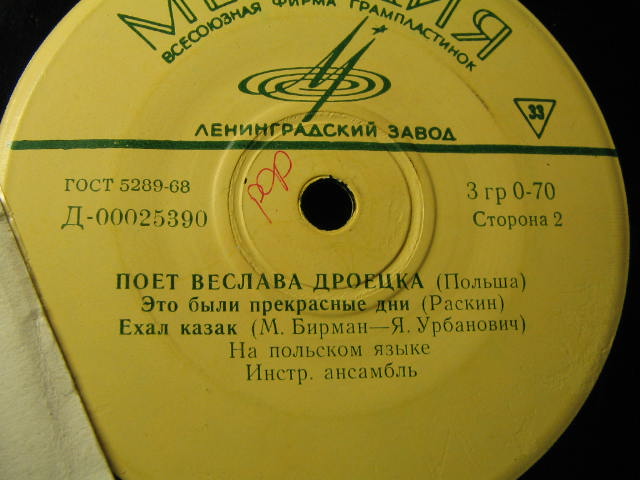 ВСЕСОЮЗНАЯ ФИРМА ГРАМПЛАСТИНОК
ЛЕНИНГРАДСКИЙ ЗАВОД
33
ГОСТ 5289-68
3 гр 0-70
Д-00025390
Сторона 2
pop
ПОЕТ ВЕСЛАВА ДРОЕЦКА (Польша)
Это были прекрасные дни (Раскин)
Ехал казак (М. Бирман—Я. Урбанович)
На польском языке
Инстр. ансамбль